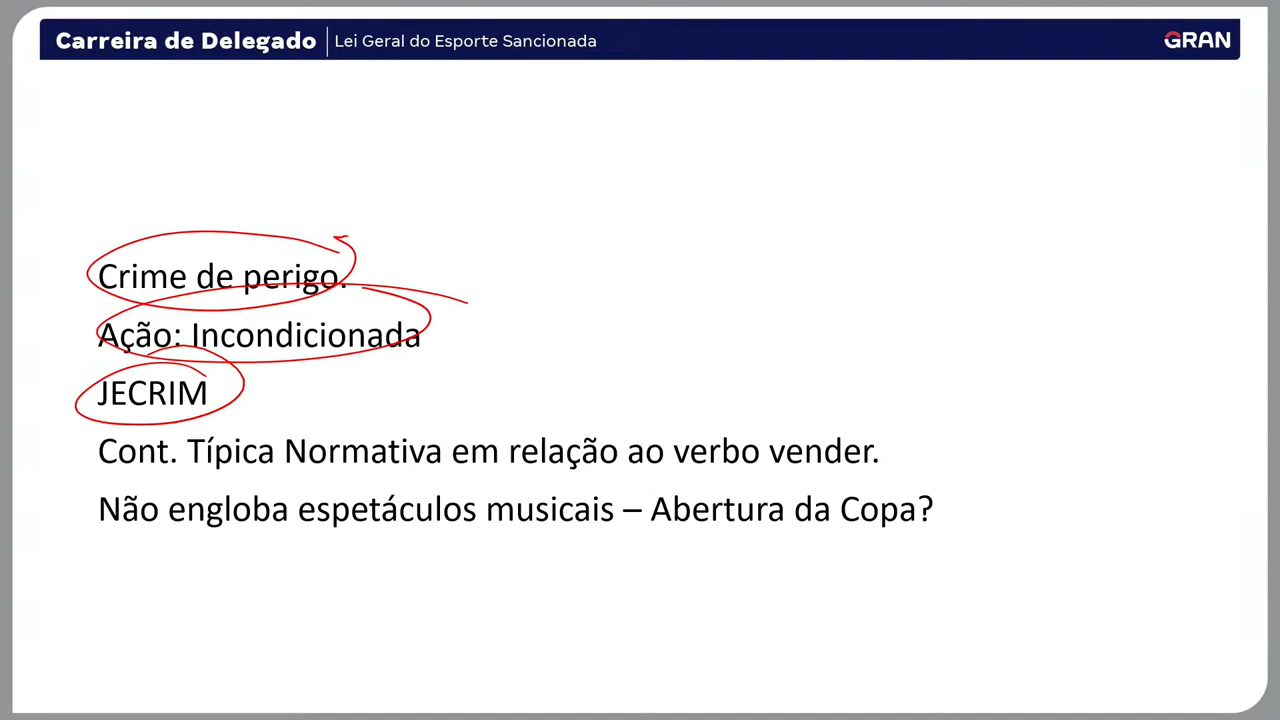 Carreira de Delegado Lei Geral do Esporte Sancionada GRAN
Crime de perigo.
Ação: Incondicionada
JECRIM
Cont. Típica Normativa em relação ao verbo vender.
Não engloba espetáculos musicais – Abertura da Copa?